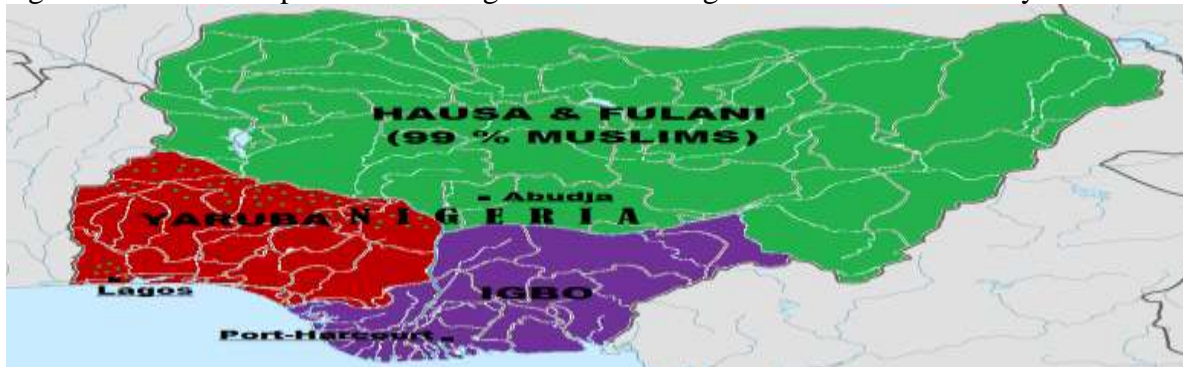 HAUSA & FULANI
(99 % MUSLIMS)
Abudja
YARUBA NIGERIA
Lagos
IGBO
Port-Harcourt